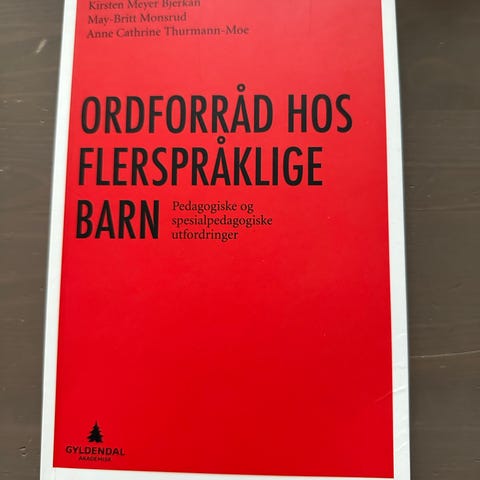 Kirsten Meyer Bjerkan
May-Britt Monsrud
Anne Cathrine Thurmann-Moe
ORDFORRÅD HOS
FLERSPRÅKLIGE
BARN
Pedagogiske og
spesialpedagogiske
utfordringer
GYLDENDAL
AKADEMISK